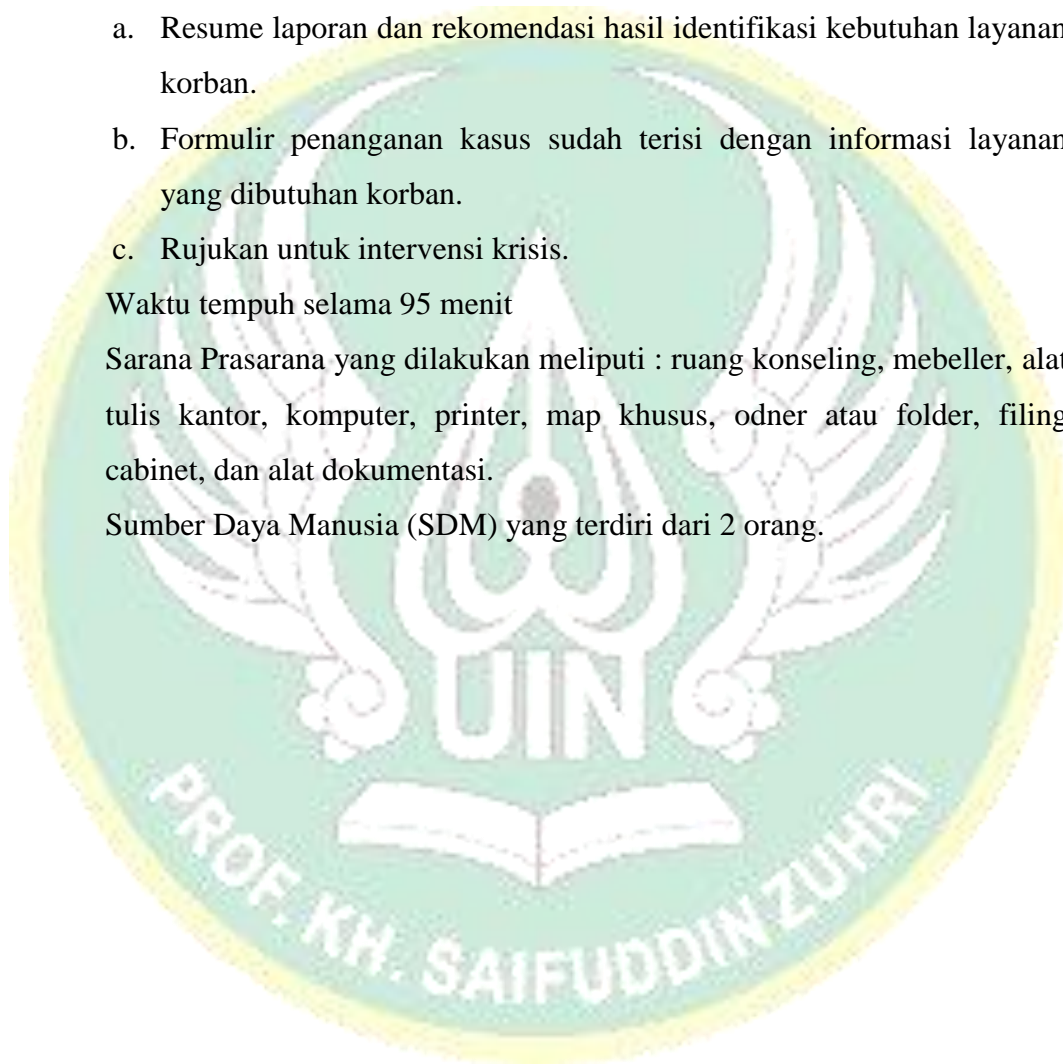 a. Resume laporan dan rekomendasi hasil identifikasi kebutuhan layanan
korban.
b. Formulir penanganan kasus sudah terisi dengan informasi layanan
yang dibutuhan korban.
c. Rujukan untuk intervensi krisis.
Waktu tempuh selama 95 menit
Sarana Prasarana yang dilakukan meliputi : ruang konseling, mebeller, alat
tulis kantor, komputer, printer, map khusus, odner atau folder, filing
cabinet, dan alat dokumentasi.
Sumber Daya Manusia (SDM) yang terdiri dari 2 orang.
UIN
PROF. KH. SAIFUDDIN ZUHRI